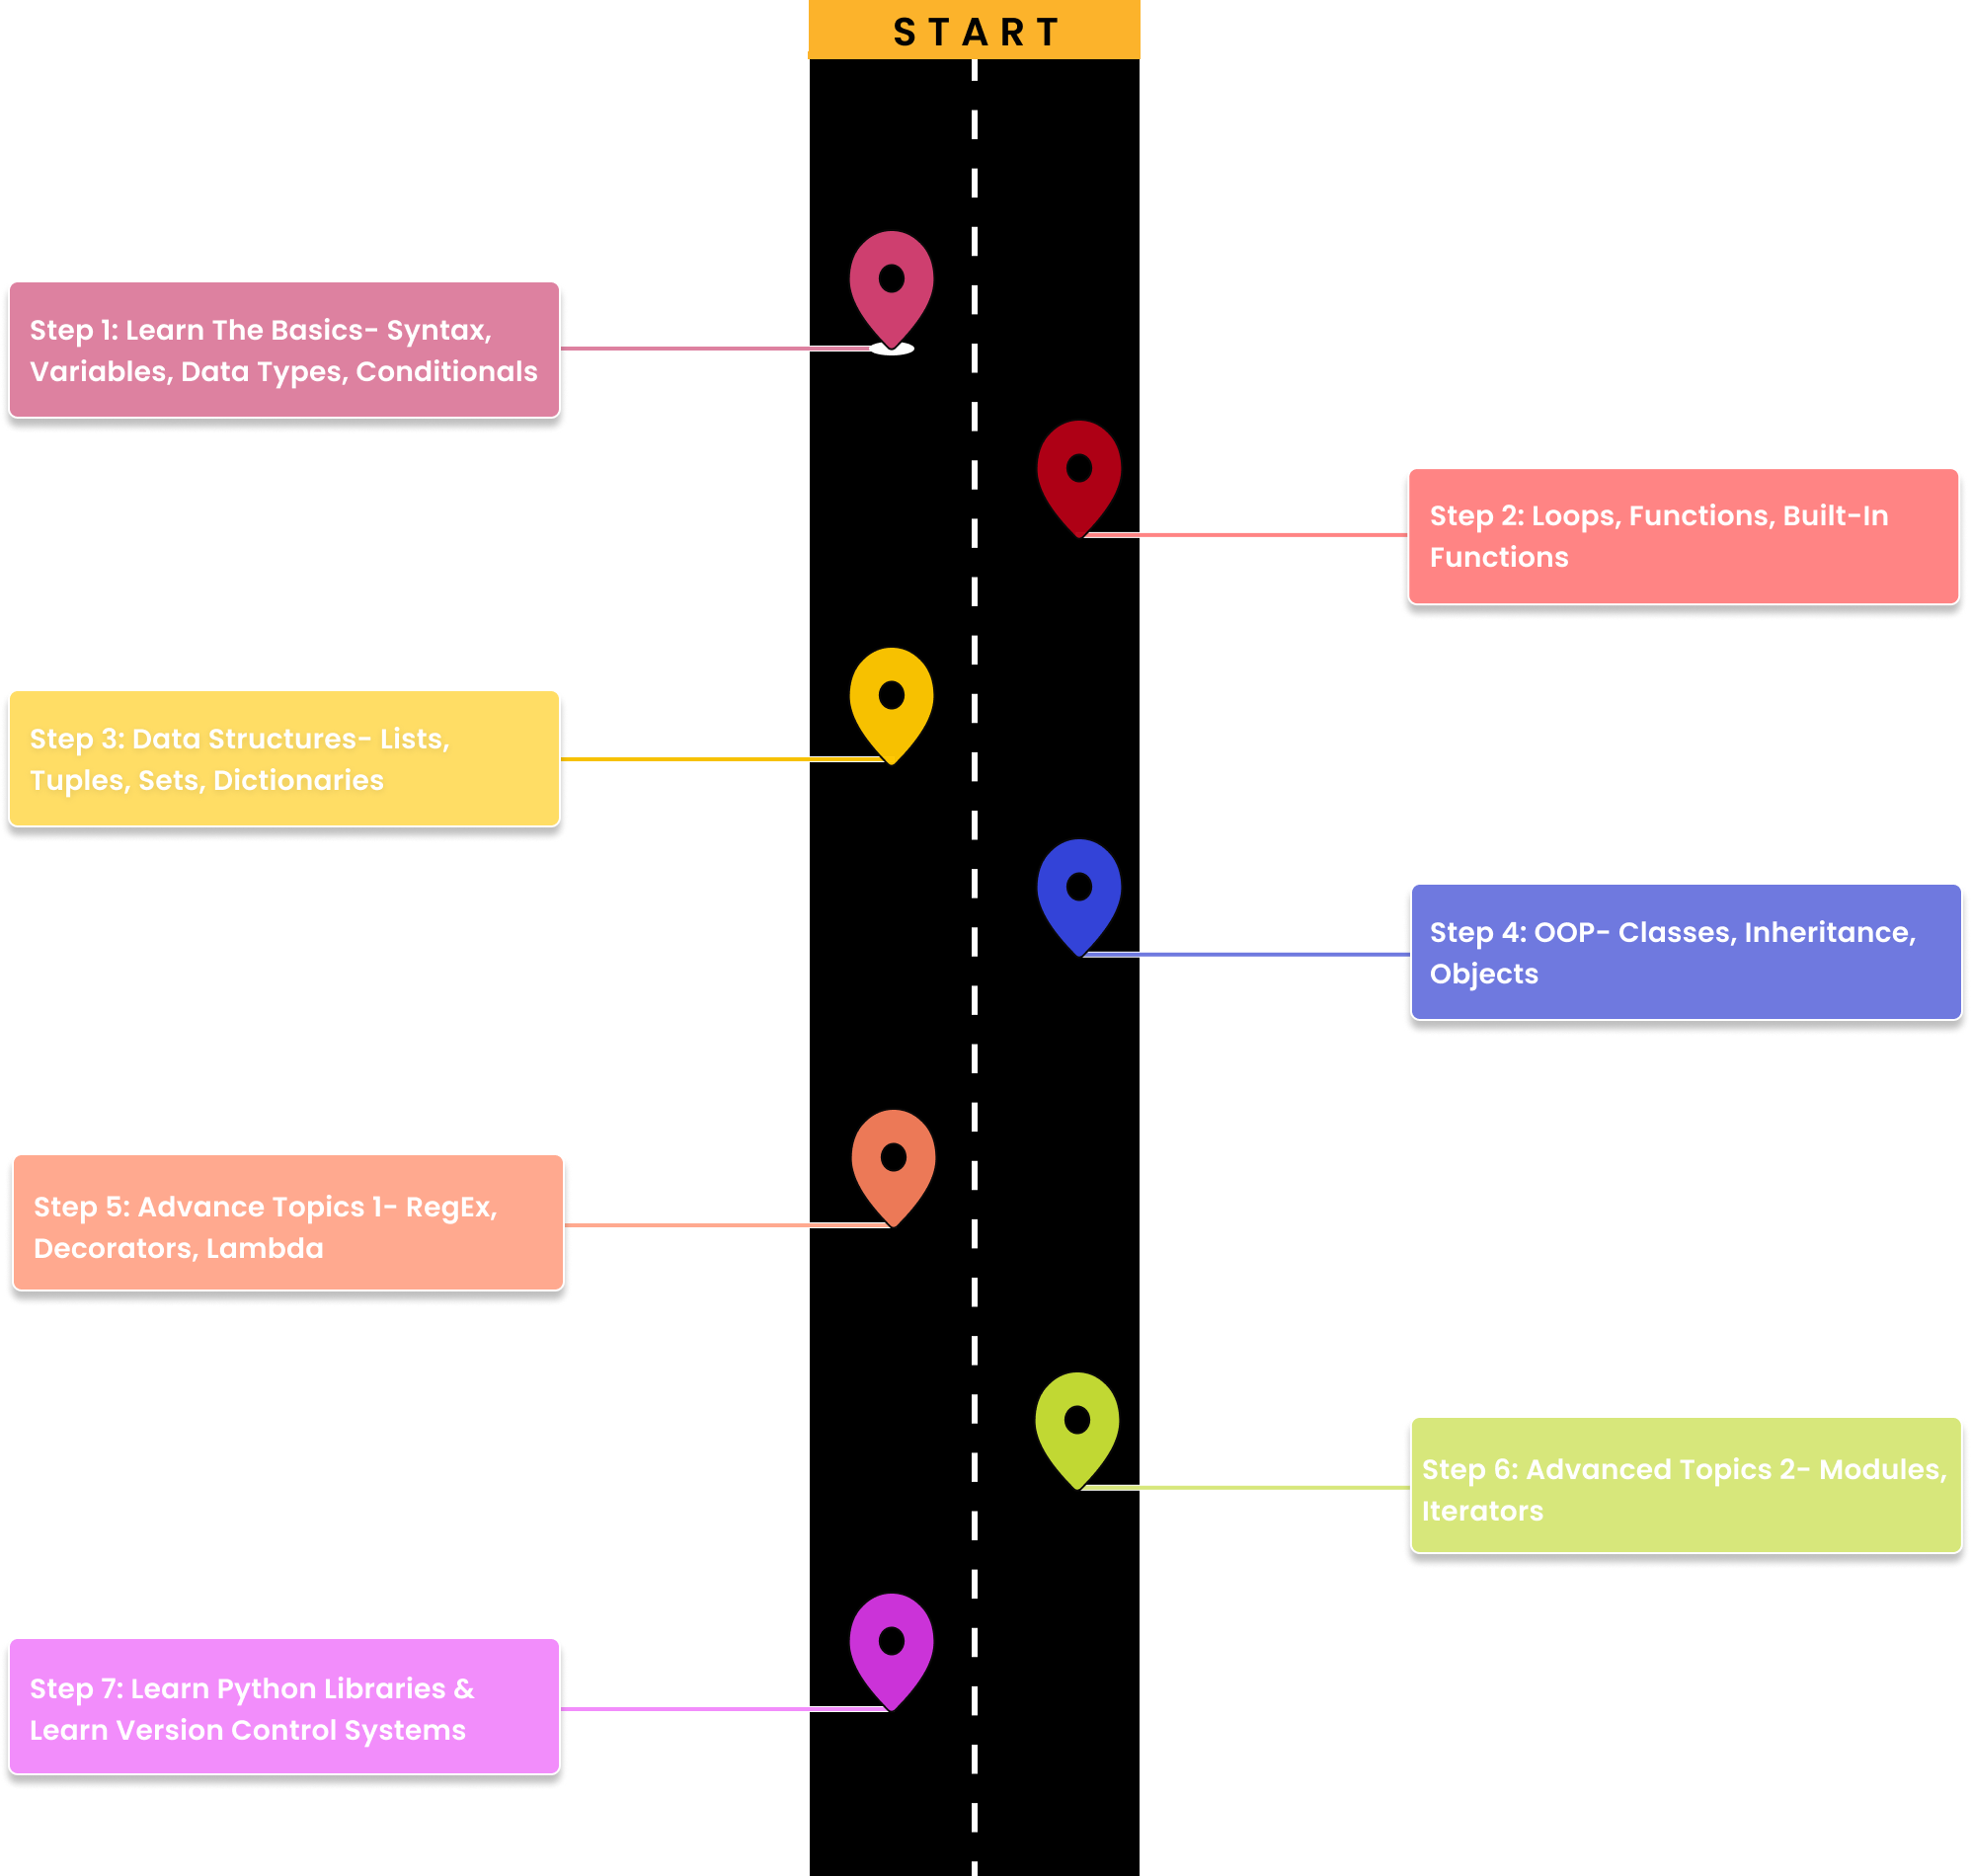 START
Step 1: Learn The Basics- Syntax,
Variables, Data Types, Conditionals
Step 2: Loops, Functions, Built-In
Functions
Step 3: Data Structures- Lists,
Tuples, Sets, Dictionaries
Step 4: OOP- Classes, Inheritance,
Objects
Step 5: Advance Topics 1- RegEx,
Decorators, Lambda
Step 6: Advanced Topics 2- Modules,
Iterators
Step 7: Learn Python Libraries &
Learn Version Control Systems